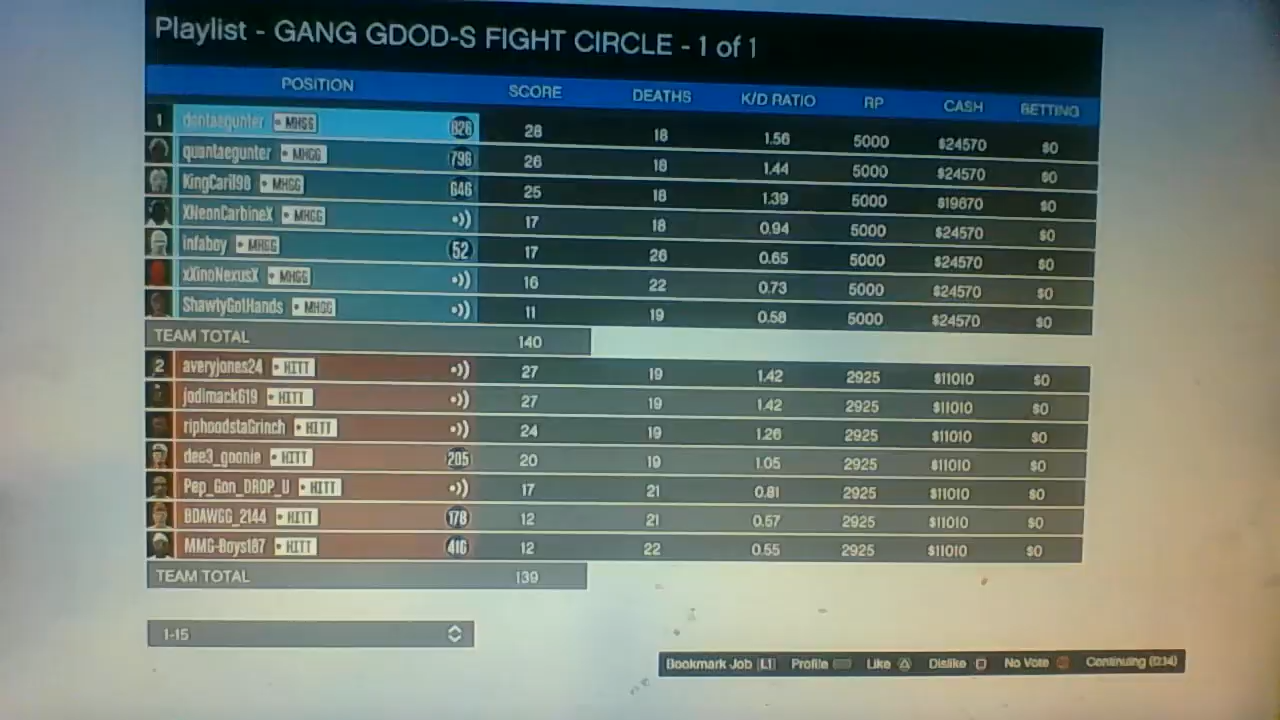 Playlist - GANG GDOD-S FIGHT CIRCLE - 1 of 1
POSITION SCORE DEATHS K/D RATIO RP CASH BETTING
1 dontaegunter MHGG 826 28 18 1.56 5000 $24570 $0
quantaegunter MHGG 796 26 18 1.44 5000 $24570 $0
KingCaril98 MHGG 646 25 18 1.39 5000 $19670 $0
XNeonCarbineX MHGG 17 18 0.94 5000 $24570 $0
infaboy MHGG 52 17 26 0.65 5000 $24570 $0
xXinoNexusX MHGG 16 22 0.73 5000 $24570 $0
ShawtyGotHands MHGG 11 19 0.58 5000 $24570 $0
TEAM TOTAL 140
2 averyjones24 HITT 27 19 1.42 2925 $11010 $0
jodimack619 HITT 27 19 1.42 2925 $11010 $0
riphoodstaGrinch HITT 24 19 1.26 2925 $11010 $0
dee3_goonie HITT 205 20 19 1.05 2925 $11010 $0
Pep_Gon_DROP_U HITT 17 21 0.81 2925 $11010 $0
BDAWGG_2144 HITT 178 12 21 0.57 2925 $11010 $0
MMG-Boys187 HITT 416 12 22 0.55 2925 $11010 $0
TEAM TOTAL 139
1-15
Bookmark Job L1 Profile Like Dislike No Vote Continuing (0:14)